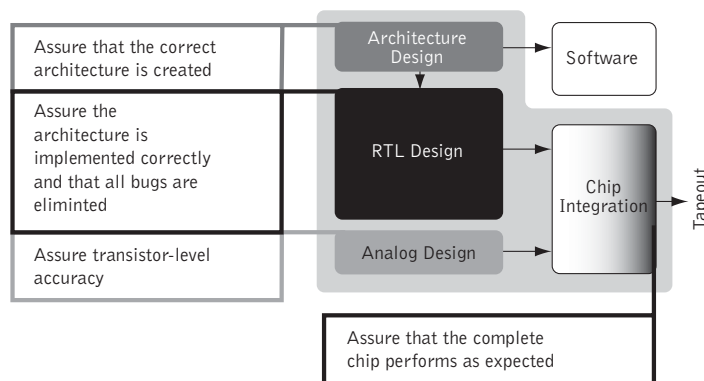 Assure that the correct
architecture is created
Assure the
architecture is
implemented correctly
and that all bugs are
eliminted
Assure transistor-level
accuracy
Architecture
Design
RTL Design
Analog Design
Software
Chip
Integration
Tapeout
Assure that the complete
chip performs as expected